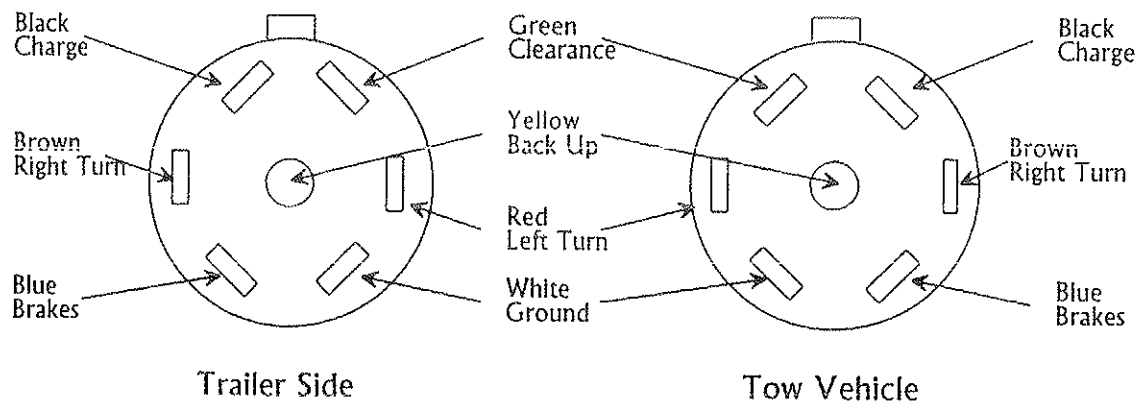 Black
Charge
Green
Clearance
Black
Charge
Brown
Right Turn
Yellow
Back Up
Brown
Right Turn
Red
Left Turn
Blue
Brakes
White
Ground
Blue
Brakes
Trailer Side
Tow Vehicle